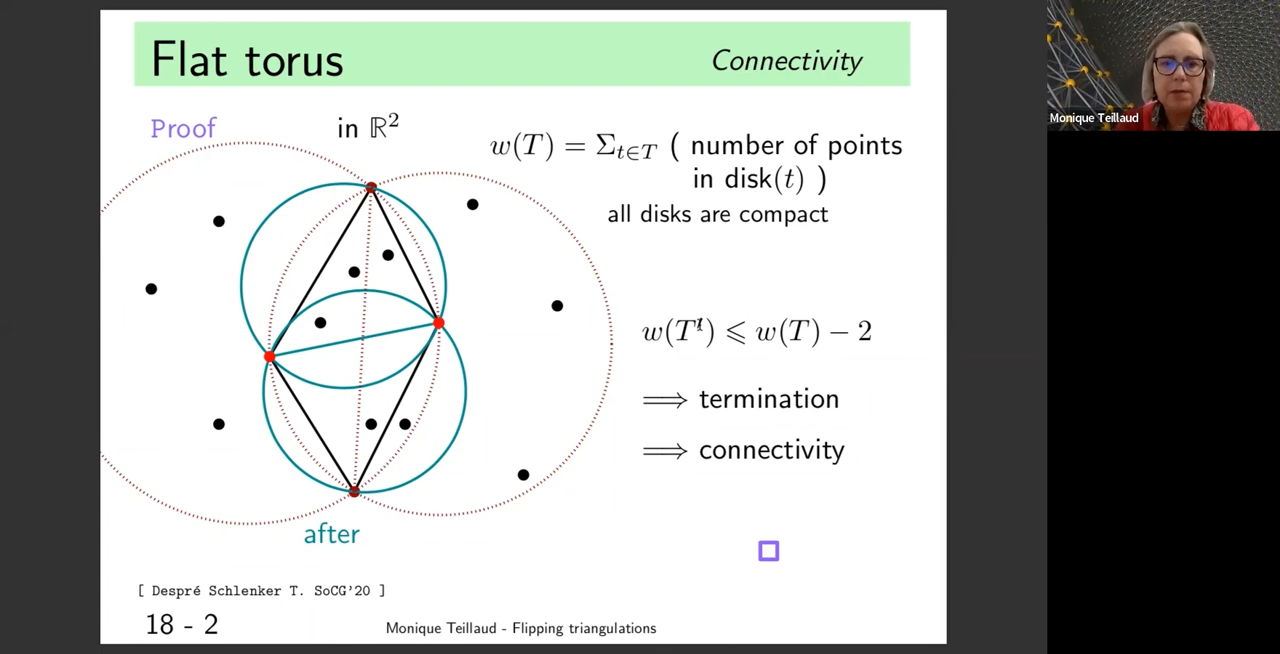 Flat torus
Connectivity
Proof
in ℝ²
w(T) = Σ_{t∈T} ( number of points
in disk(t) )
all disks are compact
w(T') ⩽ w(T) − 2
⟹ termination
⟹ connectivity
after
[ Despré Schlenker T. SoCG'20 ]
18 - 2
Monique Teillaud - Flipping triangulations
Monique Teillaud